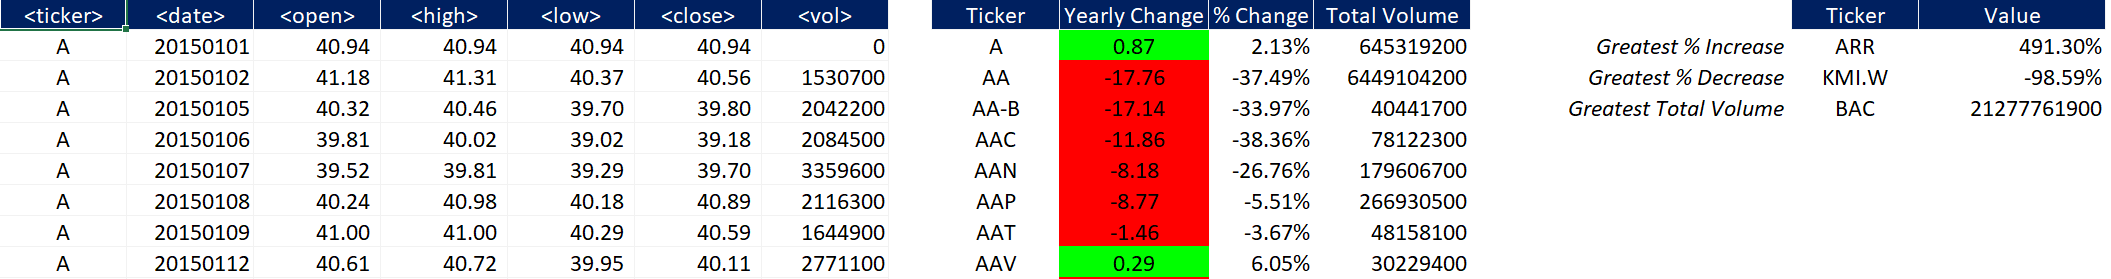 <ticker> <date> <open> <high> <low> <close> <vol> Ticker Yearly Change % Change Total Volume Ticker Value
A 20150101 40.94 40.94 40.94 40.94 0 A 0.87 2.13% 645319200 Greatest % Increase ARR 491.30%
A 20150102 41.18 41.31 40.37 40.56 1530700 AA -17.76 -37.49% 6449104200 Greatest % Decrease KMI.W -98.59%
A 20150105 40.32 40.46 39.70 39.80 2042200 AA-B -17.14 -33.97% 40441700 Greatest Total Volume BAC 21277761900
A 20150106 39.81 40.02 39.02 39.18 2084500 AAC -11.86 -38.36% 78122300
A 20150107 39.52 39.81 39.29 39.70 3359600 AAN -8.18 -26.76% 179606700
A 20150108 40.24 40.98 40.18 40.89 2116300 AAP -8.77 -5.51% 266930500
A 20150109 41.00 41.00 40.29 40.59 1644900 AAT -1.46 -3.67% 48158100
A 20150112 40.61 40.72 39.95 40.11 2771100 AAV 0.29 6.05% 30229400